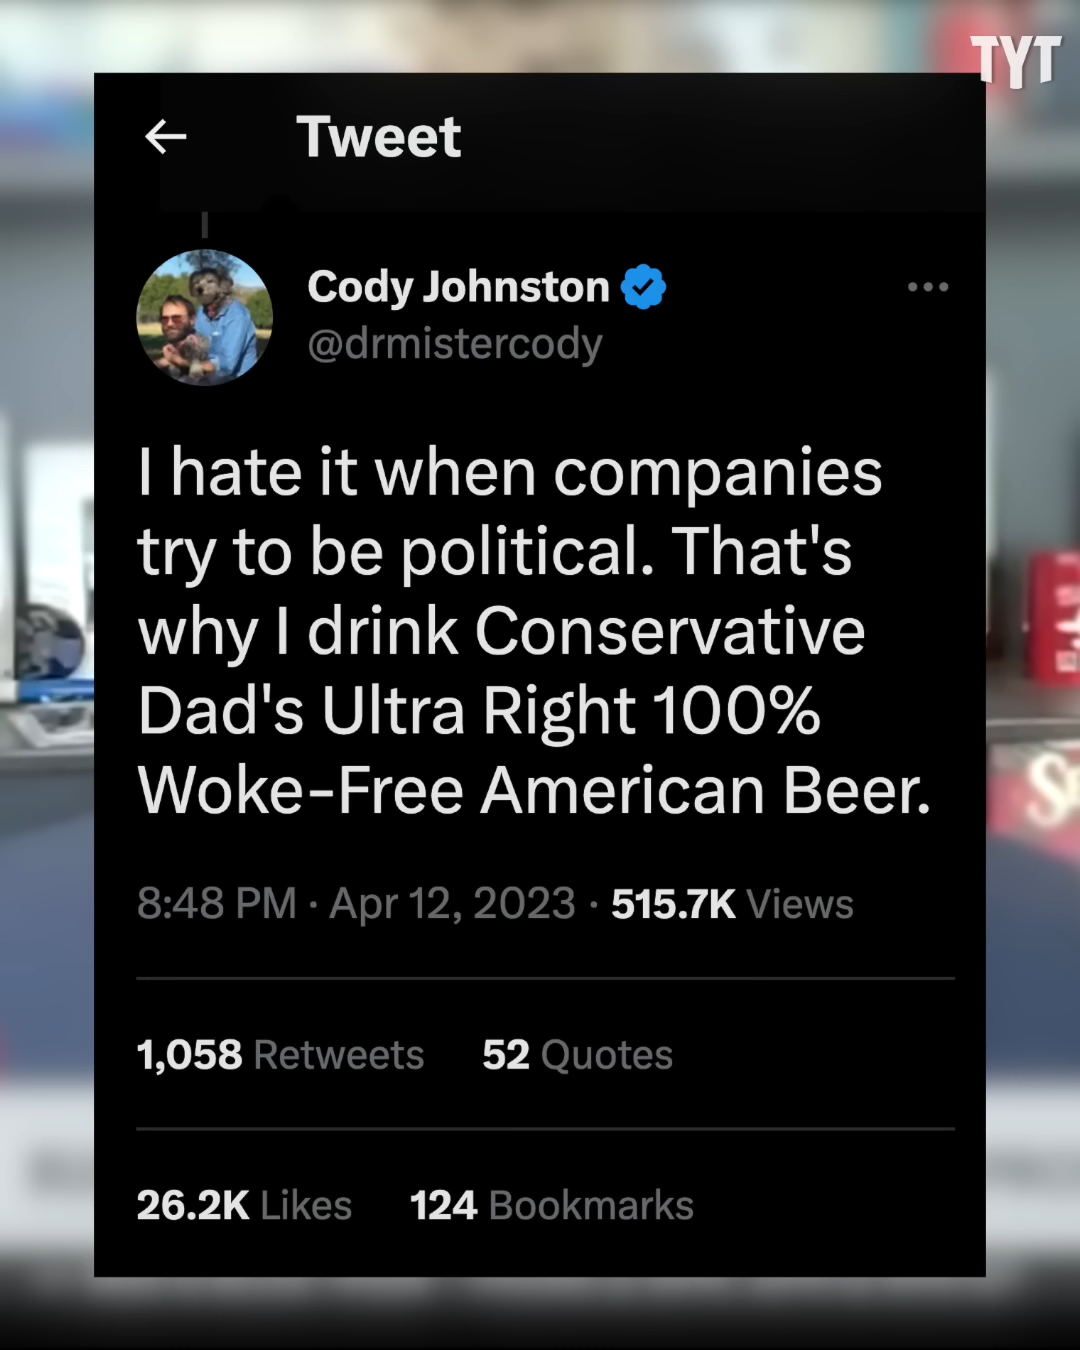 TYT
Tweet
Cody Johnston
@drmistercody
I hate it when companies
try to be political. That's
why I drink Conservative
Dad's Ultra Right 100%
Woke-Free American Beer.
8:48 PM · Apr 12, 2023 · 515.7K Views
1,058 Retweets 52 Quotes
26.2K Likes 124 Bookmarks